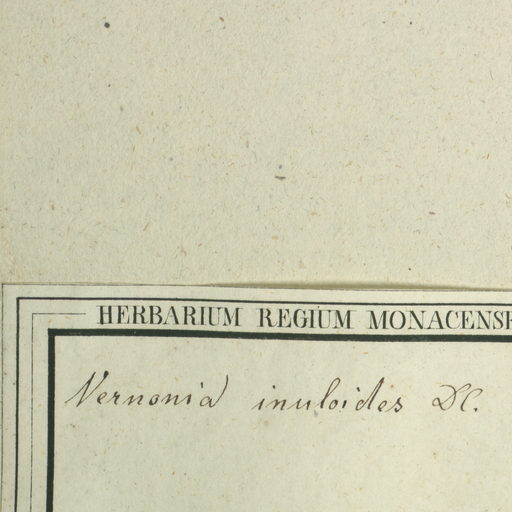 HERBARIUM REGIUM MONACENSE
Vernonia inuloides DC.